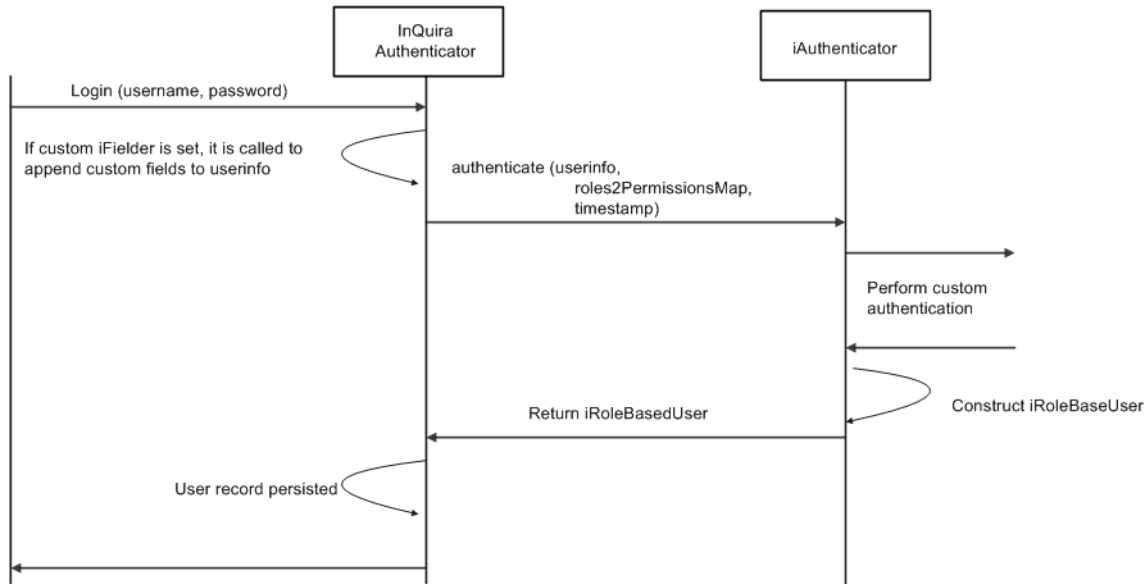 InQuira
Authenticator
iAuthenticator
Login (username, password)
If custom iFielder is set, it is called to
append custom fields to userinfo
authenticate (userinfo,
roles2PermissionsMap,
timestamp)
Perform custom
authentication
Construct iRoleBaseUser
Return iRoleBasedUser
User record persisted